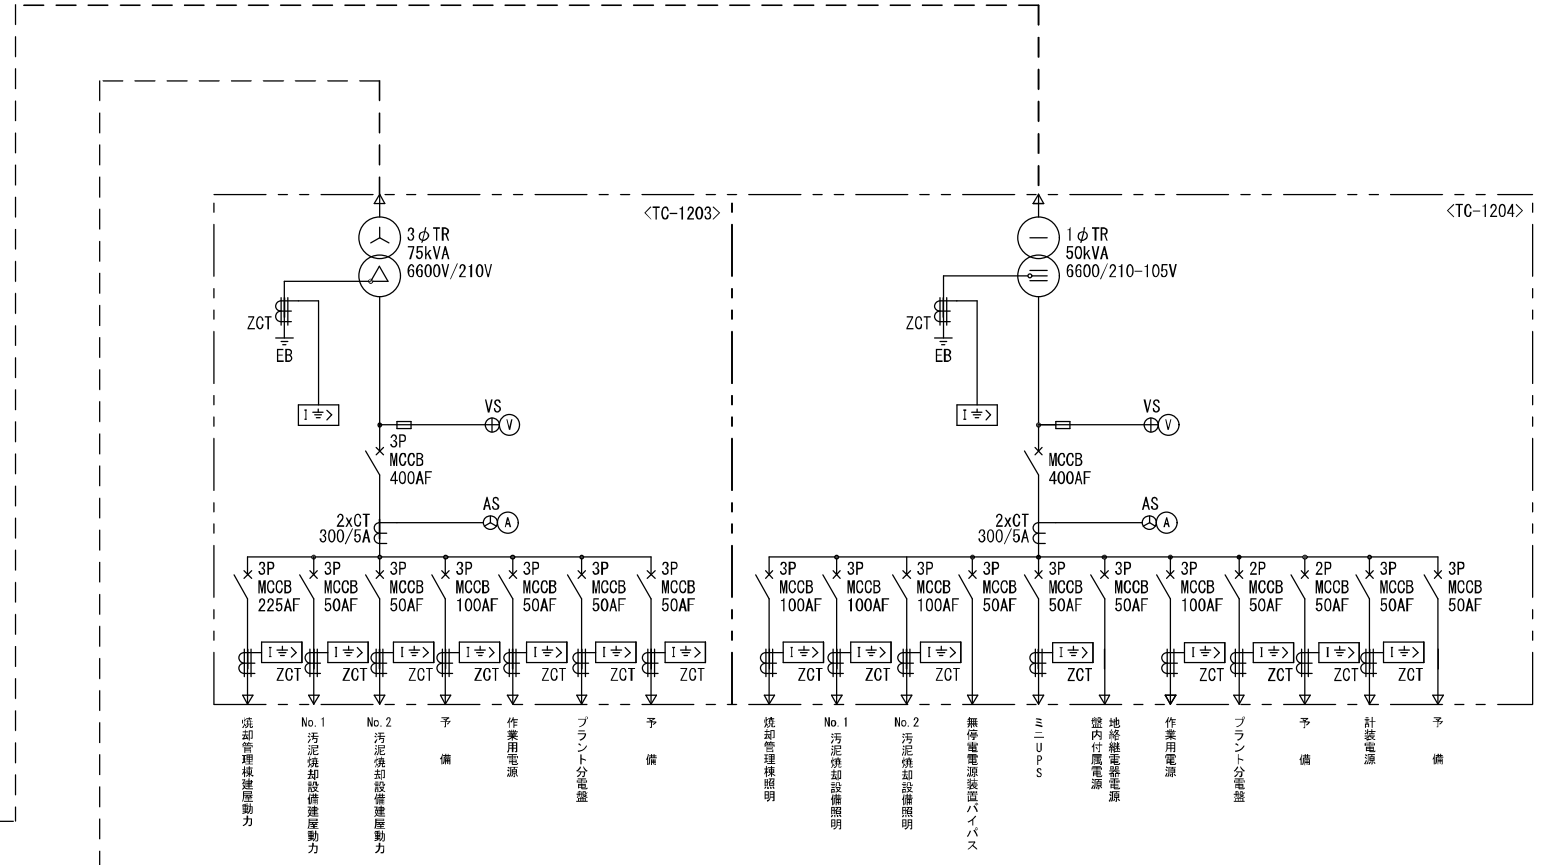 <TC-1203>
3φTR
75kVA
6600V/210V
ZCT
EB
I>
VS
V
3P
MCCB
400AF
AS
A
2xCT
300/5A
3P
MCCB
225AF
3P
MCCB
50AF
3P
MCCB
50AF
3P
MCCB
100AF
3P
MCCB
50AF
3P
MCCB
50AF
3P
MCCB
50AF
I>
ZCT
I>
ZCT
I>
ZCT
I>
ZCT
I>
ZCT
I>
ZCT
I>
ZCT
焼却管理棟建屋動力
No.1 汚泥焼却設備建屋動力
No.2 汚泥焼却設備建屋動力
予備
作業用電源
プラント分電盤
予備
<TC-1204>
1φTR
50kVA
6600/210-105V
ZCT
EB
I>
VS
V
MCCB
400AF
AS
A
2xCT
300/5A
3P
MCCB
100AF
3P
MCCB
100AF
3P
MCCB
100AF
3P
MCCB
50AF
3P
MCCB
50AF
3P
MCCB
50AF
3P
MCCB
100AF
2P
MCCB
50AF
2P
MCCB
50AF
3P
MCCB
50AF
3P
MCCB
50AF
I>
ZCT
I>
ZCT
I>
ZCT
I>
ZCT
I>
ZCT
I>
ZCT
I>
ZCT
I>
ZCT
焼却管理棟照明
No.1 汚泥焼却設備照明
No.2 汚泥焼却設備照明
無停電電源装置バイパス
ミニUPS
地絡継電器電源
盤内付属電源
作業用電源
プラント分電盤
予備
計装電源
予備